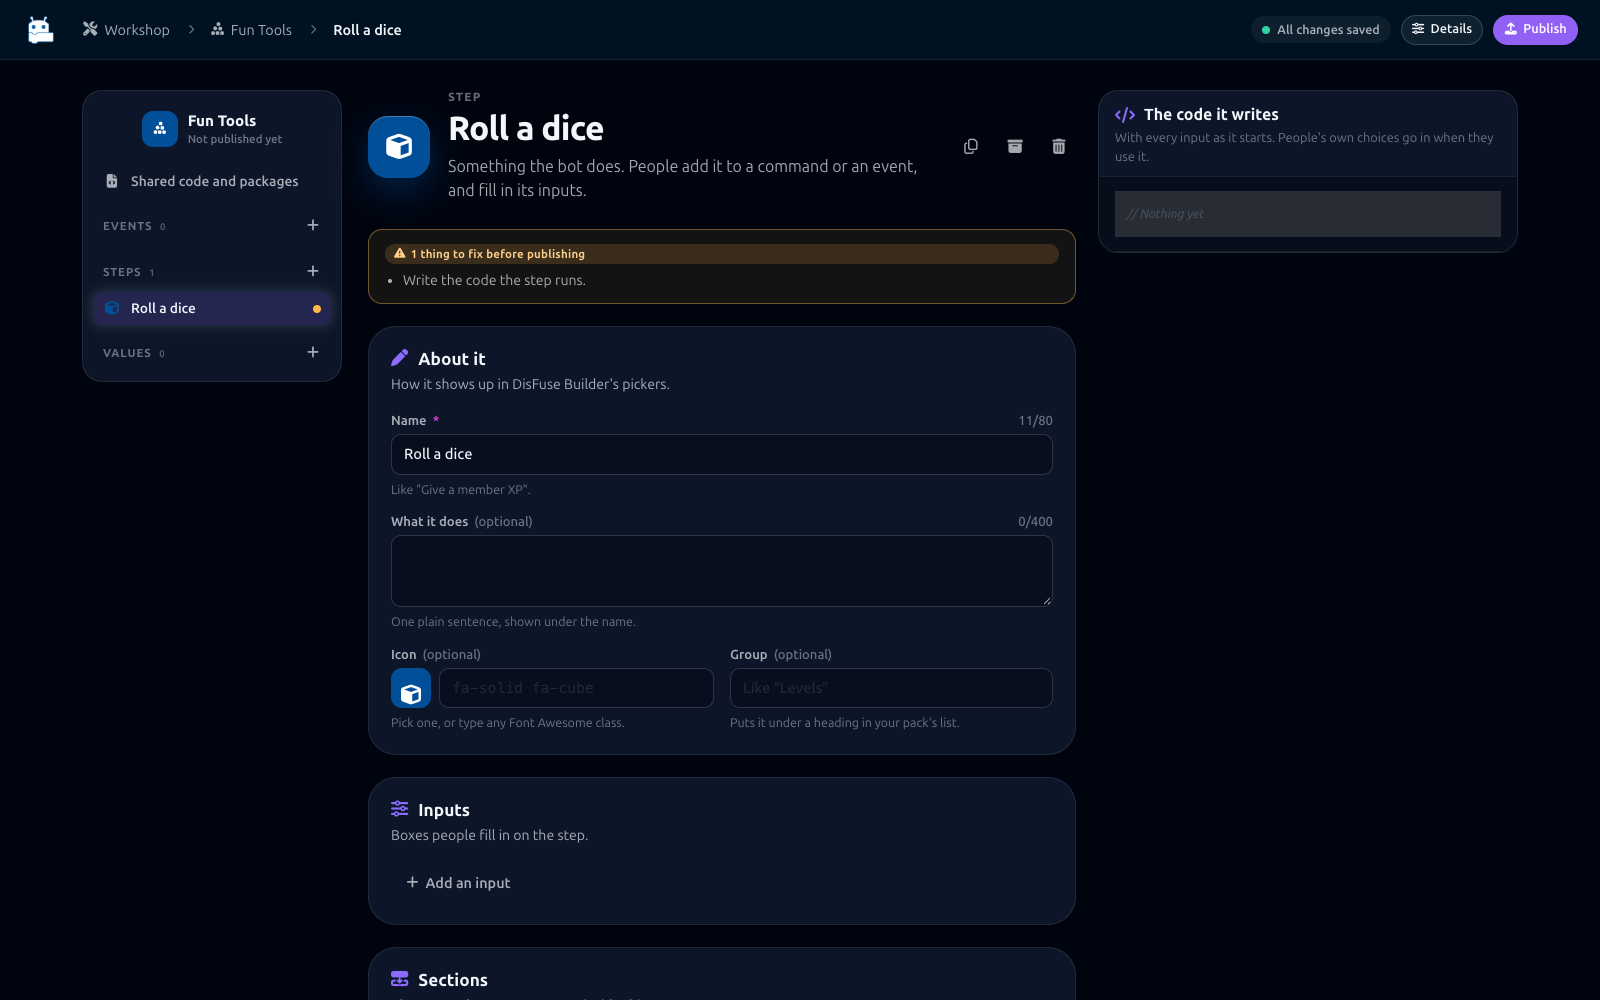 Workshop > Fun Tools > Roll a dice
All changes saved
Details
Publish
Fun Tools
Not published yet
Shared code and packages
EVENTS 0
STEPS 1
Roll a dice
VALUES 0
STEP
Roll a dice
Something the bot does. People add it to a command or an event,
and fill in its inputs.
1 thing to fix before publishing
• Write the code the step runs.
About it
How it shows up in DisFuse Builder's pickers.
Name *
11/80
Roll a dice
Like "Give a member XP".
What it does (optional)
0/400
One plain sentence, shown under the name.
Icon (optional)
fa-solid fa-cube
Pick one, or type any Font Awesome class.
Group (optional)
Like "Levels"
Puts it under a heading in your pack's list.
Inputs
Boxes people fill in on the step.
+ Add an input
Sections
The code it writes
With every input as it starts. People's own choices go in when they
use it.
// Nothing yet